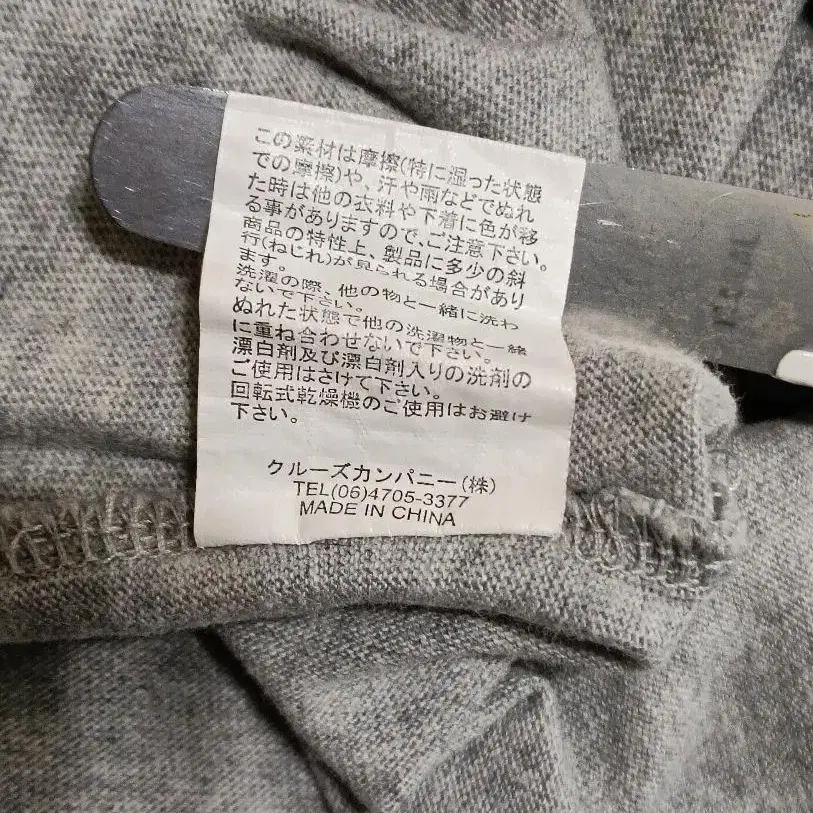 この素材は摩擦(特に湿った状態
での摩擦)や、汗や雨などでぬれ
た時は他の衣料や下着に色が移
る事がありますので、ご注意下さい。
商品の特性上、製品に多少の斜
行(ねじれ)が見られる場合があり
ます。
洗濯の際、他の物と一緒に洗わ
ないで下さい。
ぬれた状態で他の洗濯物と一緒
に重ね合わせないで下さい。
漂白剤及び漂白剤入りの洗剤の
ご使用はさけて下さい。
回転式乾燥機のご使用はお避け
下さい。
クルーズカンパニー(株)
TEL(06)4705-3377
MADE IN CHINA